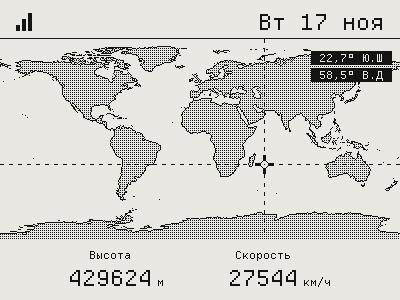 Вт 17 ноя
22,7° Ю.Ш
58,5° В.Д
Высота
Скорость
429624 м
27544 км/ч